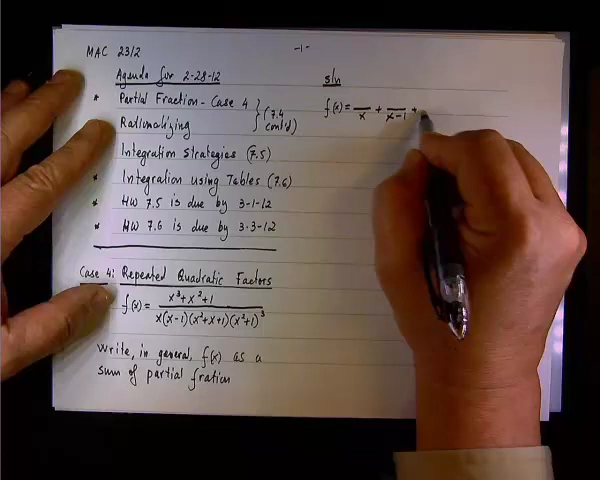 MAC 2312
-1-
Agenda for 2-28-12
* Partial Fraction - Case 4
Rationalizing
} (7.4 cont'd)
Integration Strategies (7.5)
* Integration using Tables (7.6)
* HW 7.5 is due by 3-1-12
* HW 7.6 is due by 3-3-12
Case 4: Repeated Quadratic Factors
f(x) = x³+x²+1 / x(x-1)(x²+x+1)(x²+1)³
Write, in general, f(x) as a
sum of partial fration
sln
f(x) = — / x + — / x-1 +